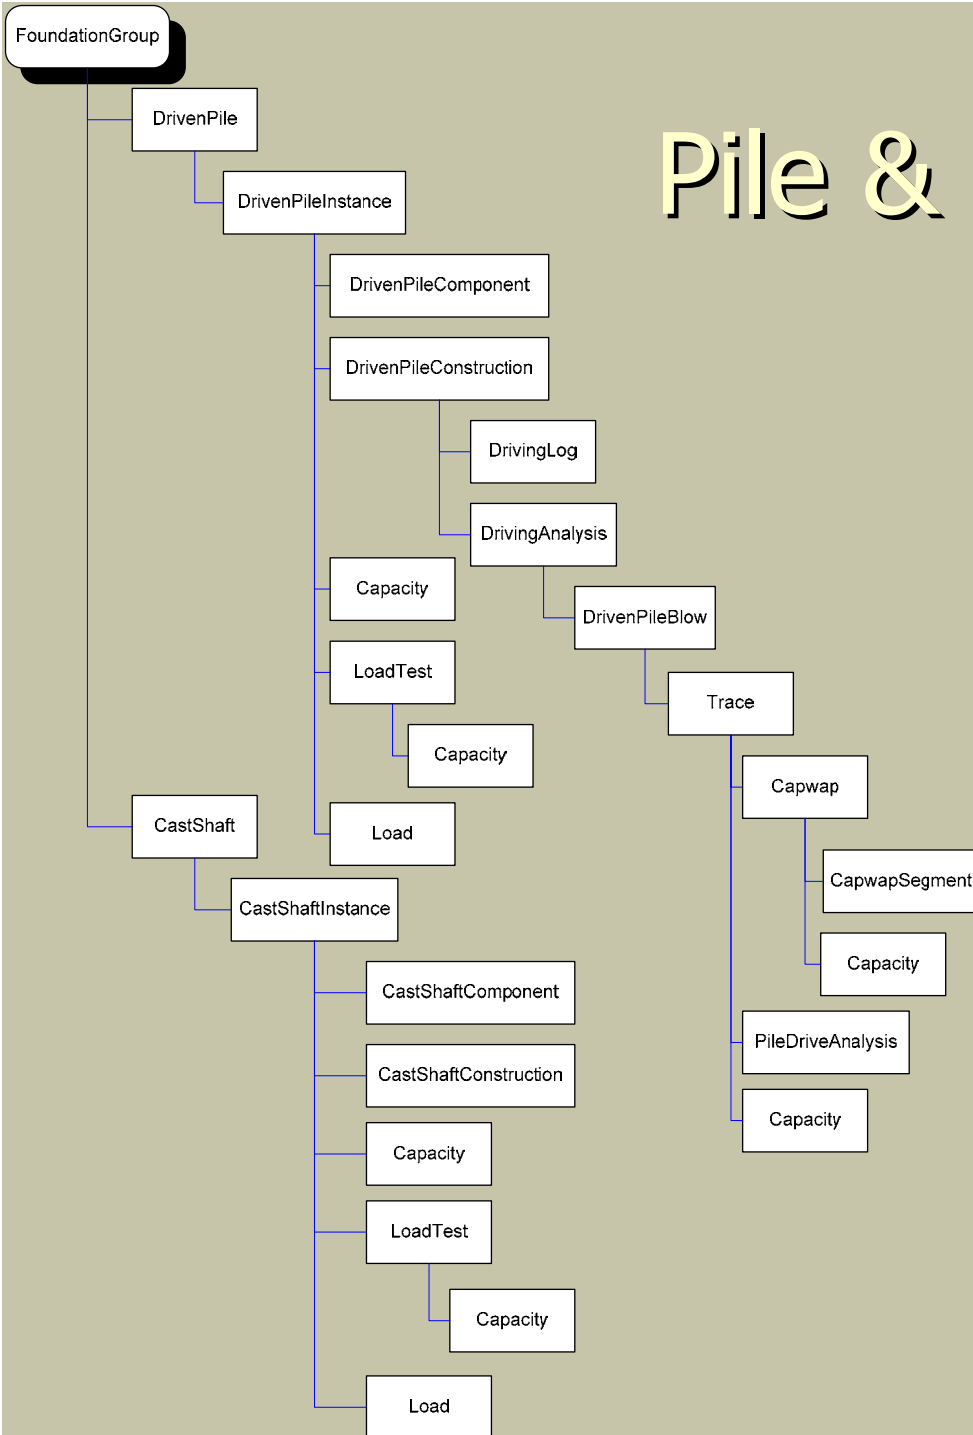 FoundationGroup
DrivenPile
Pile &
DrivenPileInstance
DrivenPileComponent
DrivenPileConstruction
DrivingLog
DrivingAnalysis
Capacity
DrivenPileBlow
LoadTest
Trace
Capacity
Capwap
CastShaft
Load
CapwapSegment
CastShaftInstance
Capacity
CastShaftComponent
PileDriveAnalysis
CastShaftConstruction
Capacity
Capacity
LoadTest
Capacity
Load